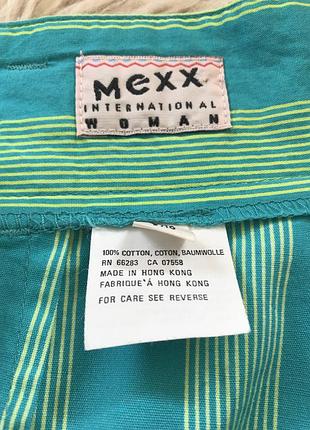 Mexx
INTERNATIONAL
WOMAN
100% COTTON, COTON, BAUMWOLLE
RN 66283 CA 07558
MADE IN HONG KONG
FABRIQUE'Á HONG KONG
FOR CARE SEE REVERSE